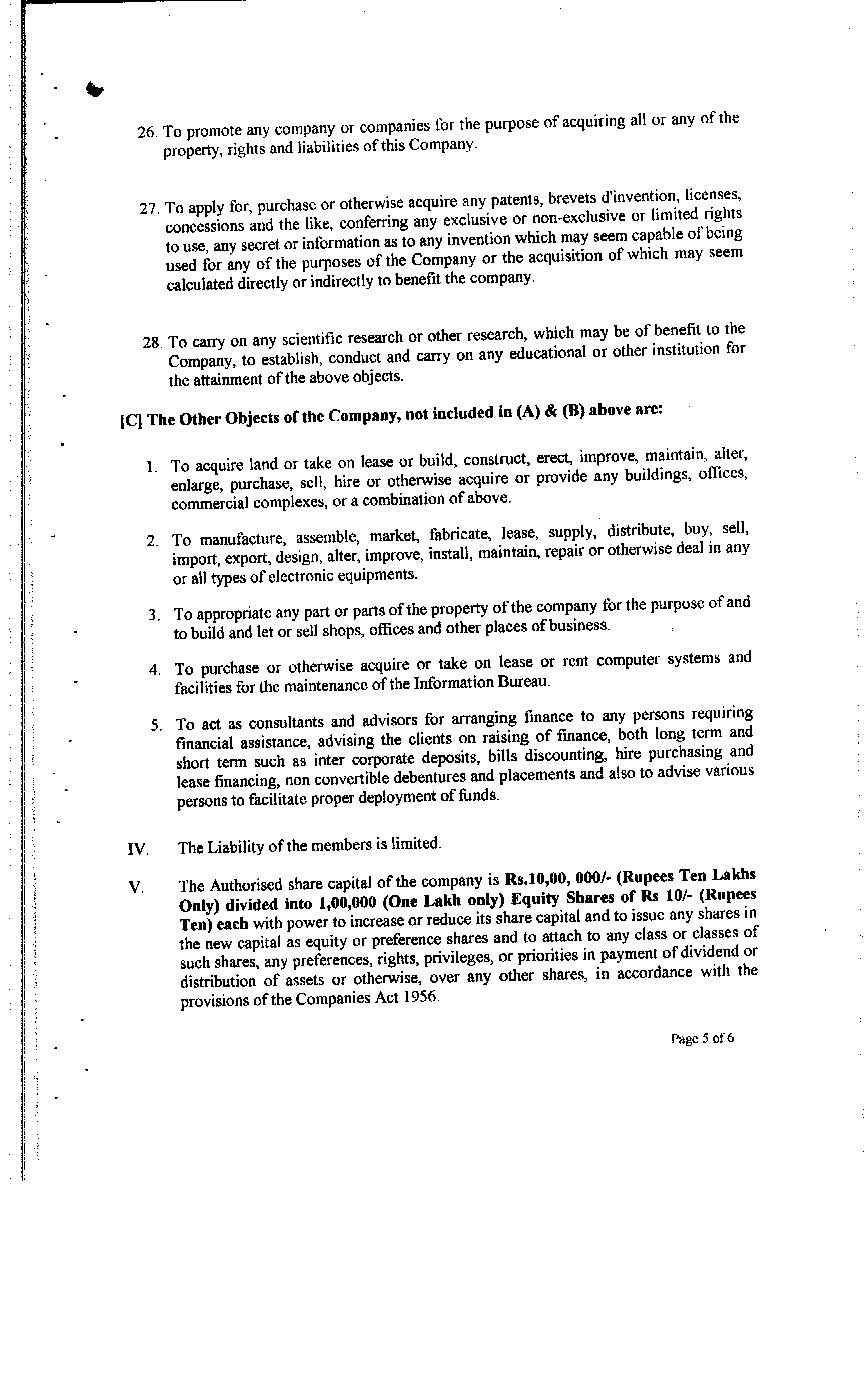 26. To promote any company or companies for the purpose of acquiring all or any of the
property, rights and liabilities of this Company.
27. To apply for, purchase or otherwise acquire any patents, brevets d'invention, licenses,
concessions and the like, conferring any exclusive or non-exclusive or limited rights
to use, any secret or information as to any invention which may seem capable of being
used for any of the purposes of the Company or the acquisition of which may seem
calculated directly or indirectly to benefit the company.
28. To carry on any scientific research or other research, which may be of benefit to the
Company, to establish, conduct and carry on any educational or other institution for
the attainment of the above objects.
[C] The Other Objects of the Company, not included in (A) & (B) above are:
1. To acquire land or take on lease or build, construct, erect, improve, maintain, alter,
enlarge, purchase, sell, hire or otherwise acquire or provide any buildings, offices,
commercial complexes, or a combination of above.
2. To manufacture, assemble, market, fabricate, lease, supply, distribute, buy, sell,
import, export, design, alter, improve, install, maintain, repair or otherwise deal in any
or all types of electronic equipments.
3. To appropriate any part or parts of the property of the company for the purpose of and
to build and let or sell shops, offices and other places of business.
4. To purchase or otherwise acquire or take on lease or rent computer systems and
facilities for the maintenance of the Information Bureau.
5. To act as consultants and advisors for arranging finance to any persons requiring
financial assistance, advising the clients on raising of finance, both long term and
short term such as inter corporate deposits, bills discounting, hire purchasing and
lease financing, non convertible debentures and placements and also to advise various
persons to facilitate proper deployment of funds.
IV. The Liability of the members is limited.
V. The Authorised share capital of the company is Rs.10,00, 000/- (Rupees Ten Lakhs
Only) divided into 1,00,000 (One Lakh only) Equity Shares of Rs 10/- (Rupees
Ten) each with power to increase or reduce its share capital and to issue any shares in
the new capital as equity or preference shares and to attach to any class or classes of
such shares, any preferences, rights, privileges, or priorities in payment of dividend or
distribution of assets or otherwise, over any other shares, in accordance with the
provisions of the Companies Act 1956.
Page 5 of 6